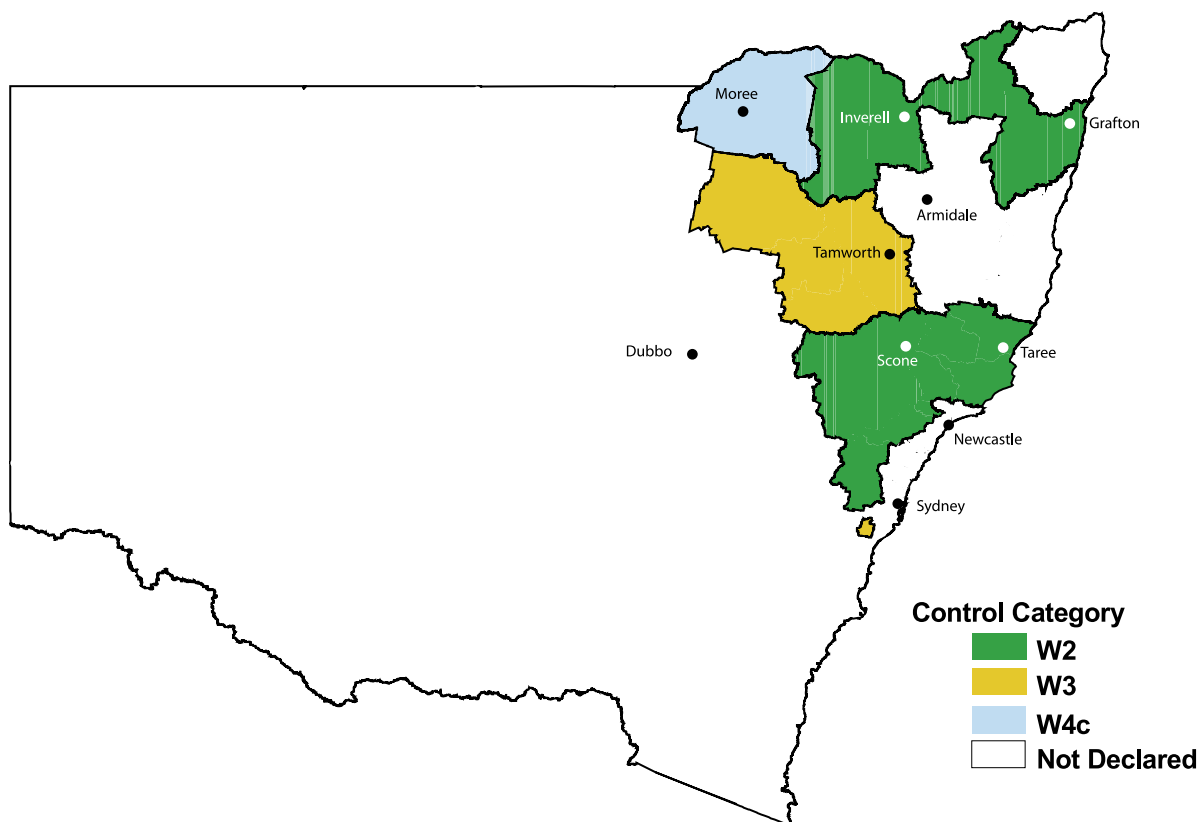 Moree
Inverell
Grafton
Armidale
Tamworth
Dubbo
Scone
Taree
Newcastle
Sydney
Control Category
W2
W3
W4c
Not Declared